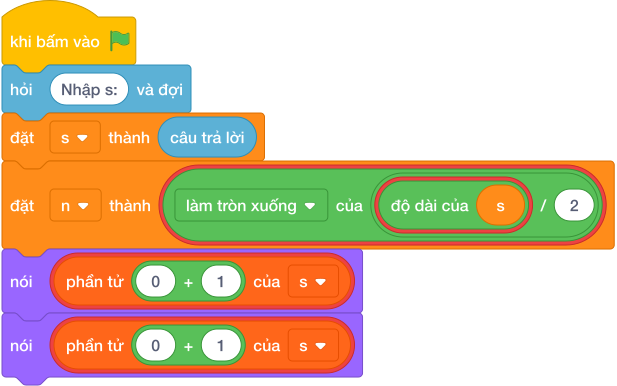 khi bấm vào
hỏi Nhập s: và đợi
đặt s thành câu trả lời
đặt n thành làm tròn xuống của độ dài của s / 2
nói phần tử 0 + 1 của s
nói phần tử 0 + 1 của s